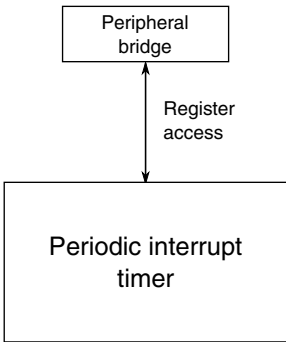 Peripheral
bridge
Register
access
Periodic interrupt
timer